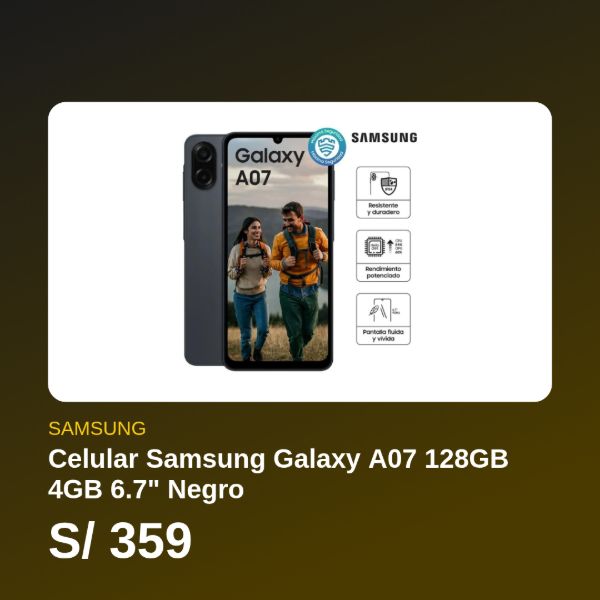 Galaxy
A07
SAMSUNG
Resistente
y duradero
Rendimiento
potenciado
Pantalla fluida
y vívida
SAMSUNG
Celular Samsung Galaxy A07 128GB
4GB 6.7" Negro
S/ 359